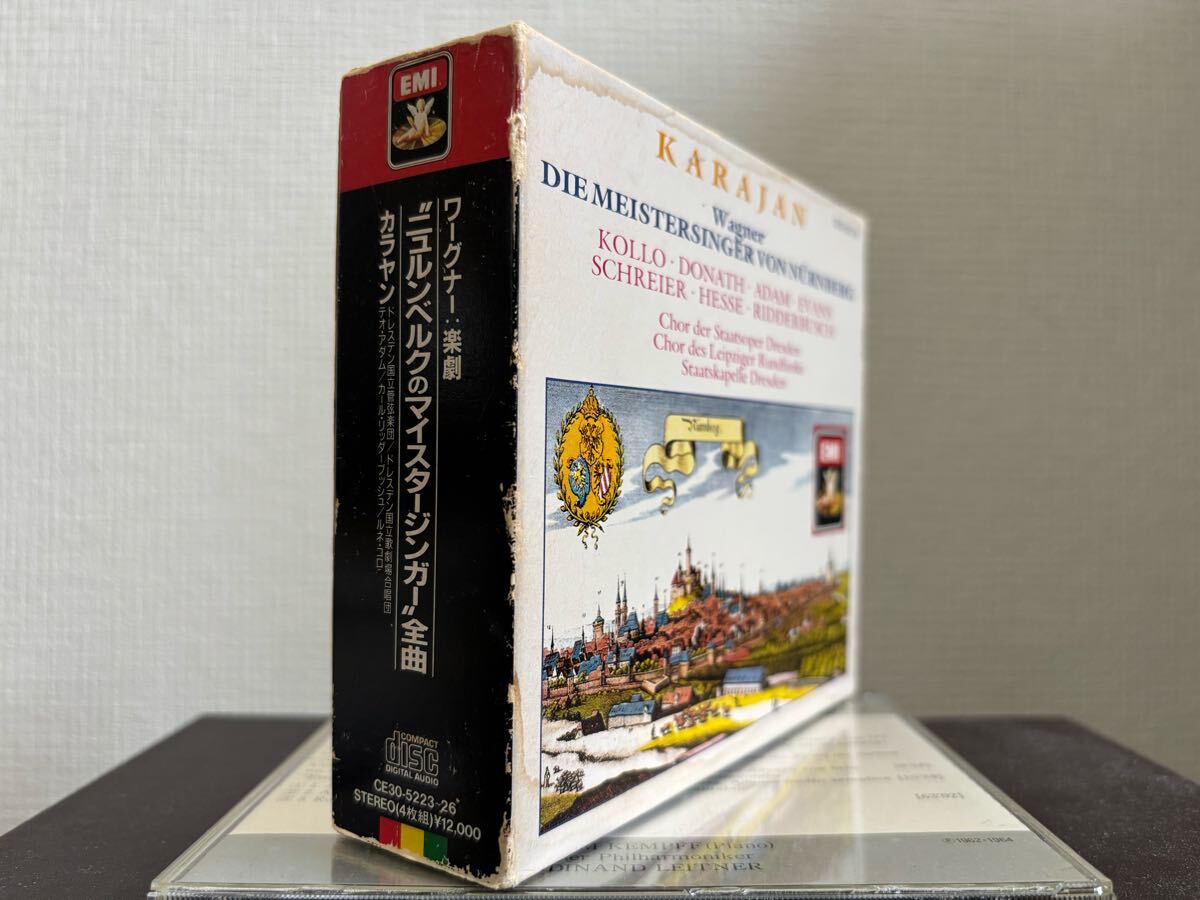 EMI
ワーグナー：楽劇
“ニュルンベルクのマイスタージンガー”全曲
カラヤン
ドレスデン国立管弦楽団/ドレスデン国立歌劇場合唱団
テオ・アダム/カール・リッダーブッシュ/ルネ・コロ
COMPACT
disc
DIGITAL AUDIO
CE30-5223~26
STEREO(4枚組)¥12,000
KARAJAN
Wagner
DIE MEISTERSINGER VON NÜRNBERG
KOLLO · DONATH · ADAM · EVANS
SCHREIER · HESSE · RIDDERBUSCH
Chor der Staatsoper Dresden
Chor des Leipziger Rundfunks
Staatskapelle Dresden
Nürnberg
EMI
KEMPFF (Piano)
Philharmoniker
DINAND LEITNER
℗1962·1964